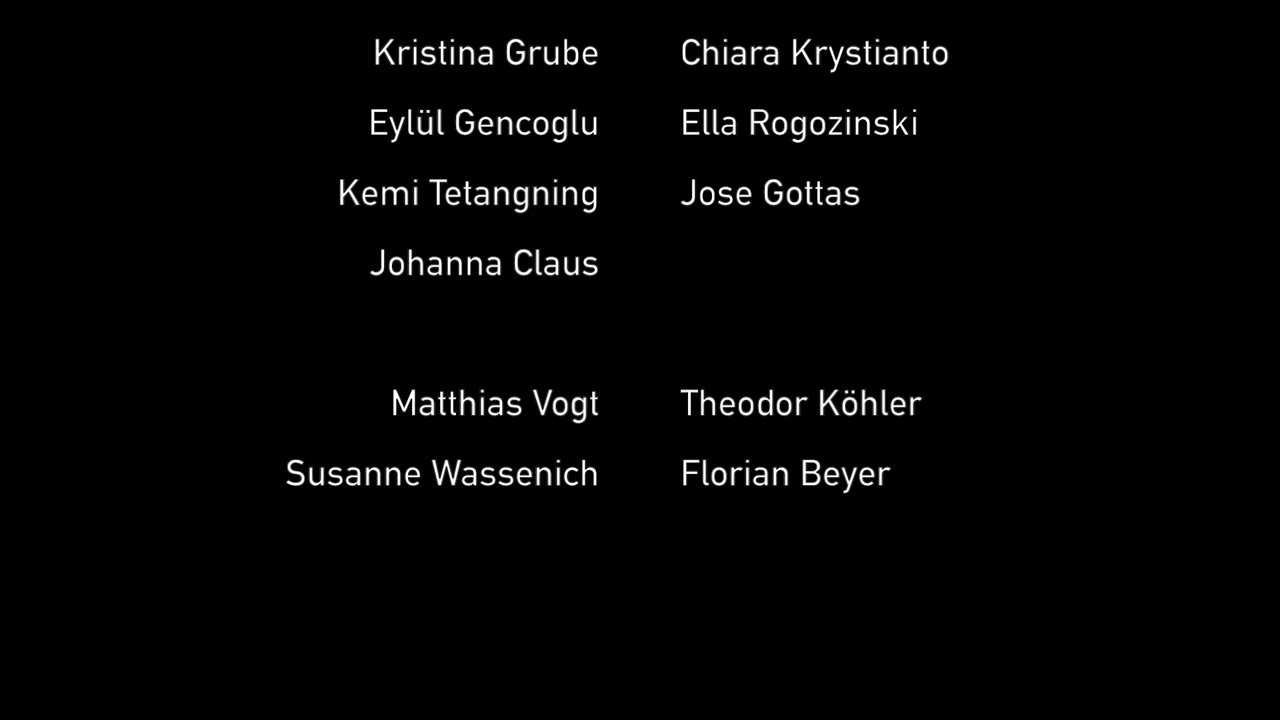 Kristina Grube Chiara Krystianto
Eylül Gencoglu Ella Rogozinski
Kemi Tetangning Jose Gottas
Johanna Claus
Matthias Vogt Theodor Köhler
Susanne Wassenich Florian Beyer